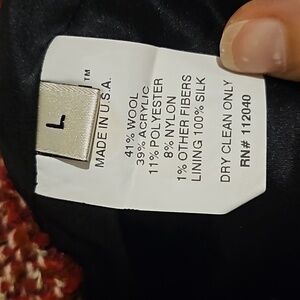 L
™
MADE IN U.S.A.
41% WOOL
39% ACRYLIC
11% POLYESTER
8% NYLON
1% OTHER FIBERS
LINING 100% SILK
DRY CLEAN ONLY
RN# 112040